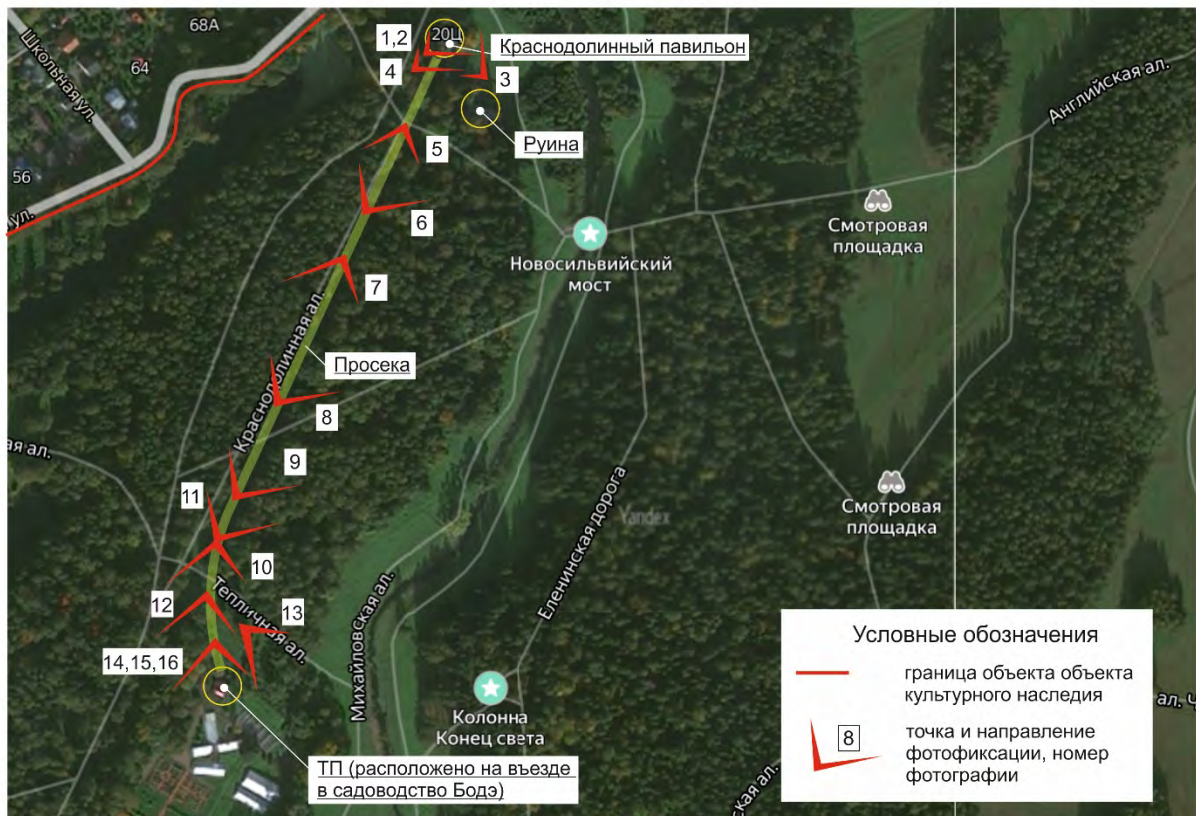 68А
20Ц
1,2
Краснодолинный павильон
Школьная ул.
64
4
3
Английская ал.
5
Руина
56
ул.
6
Смотровая
площадка
Новосильвийский
мост
7
Просека
Краснодолинная ал.
8
ая ал.
9
11
Смотровая
площадка
Yandex
Еленинская дорога
10
Тепличная ал.
12
13
Михайловская ал.
14,15,16
Колонна
Конец света
ТП (расположено на въезде
в садоводство Бодэ)
ская ал.
ал. Ч
Условные обозначения
граница объекта объекта
культурного наследия
8
точка и направление
фотофиксации, номер
фотографии